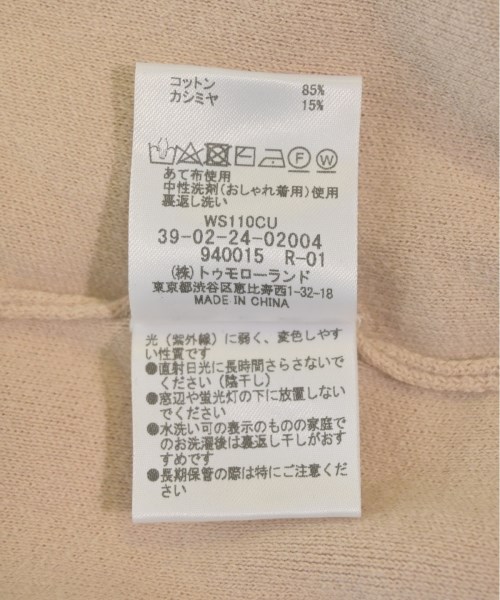 コットン 85%
カシミヤ 15%
F W
あて布使用
中性洗剤(おしゃれ着用)使用
裏返し洗い
WS110CU
39-02-24-02004
940015 R-01
(株)トゥモローランド
東京都渋谷区恵比寿西1-32-18
MADE IN CHINA
光(紫外線)に弱く、変色しやす
い性質です
●直射日光に長時間さらさないで
ください(陰干し)
●窓辺や蛍光灯の下に放置しない
でください
●水洗い可の表示のものの家庭で
のお洗濯後は裏返し干しがおす
すめです
●長期保管の際は特にご注意くだ
さい